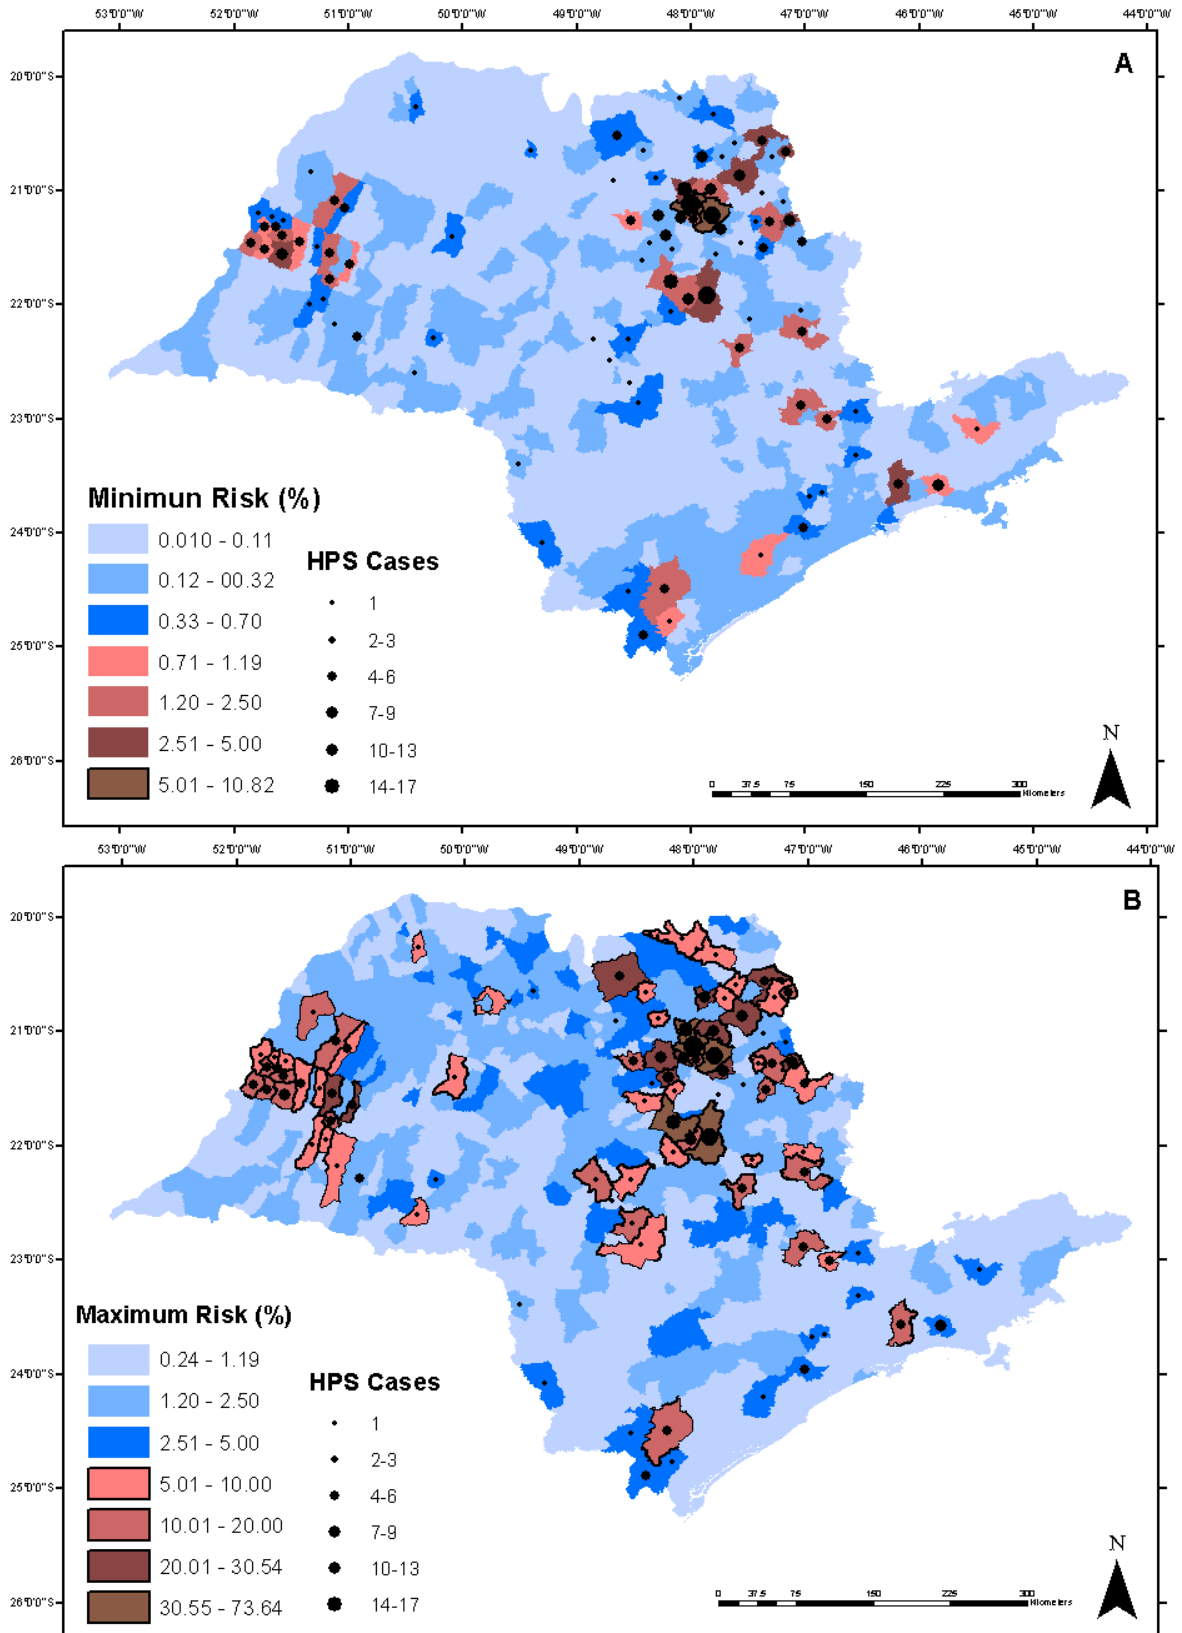 53°0'0"W 52°0'0"W 51°0'0"W 50°0'0"W 49°0'0"W 48°0'0"W 47°0'0"W 46°0'0"W 45°0'0"W 44°0'0"W
A
20°0'0"S
21°0'0"S
22°0'0"S
23°0'0"S
24°0'0"S
25°0'0"S
26°0'0"S
Minimun Risk (%)
0.010 - 0.11
0.12 - 00.32
0.33 - 0.70
0.71 - 1.19
1.20 - 2.50
2.51 - 5.00
5.01 - 10.82
HPS Cases
1
2-3
4-6
7-9
10-13
14-17
N
0 37.5 75 150 225 300
Kilometers
53°0'0"W 52°0'0"W 51°0'0"W 50°0'0"W 49°0'0"W 48°0'0"W 47°0'0"W 46°0'0"W 45°0'0"W 44°0'0"W
B
20°0'0"S
21°0'0"S
22°0'0"S
23°0'0"S
24°0'0"S
25°0'0"S
26°0'0"S
Maximum Risk (%)
0.24 - 1.19
1.20 - 2.50
2.51 - 5.00
5.01 - 10.00
10.01 - 20.00
20.01 - 30.54
30.55 - 73.64
HPS Cases
1
2-3
4-6
7-9
10-13
14-17
N
0 37.5 75 150 225 300
Kilometers